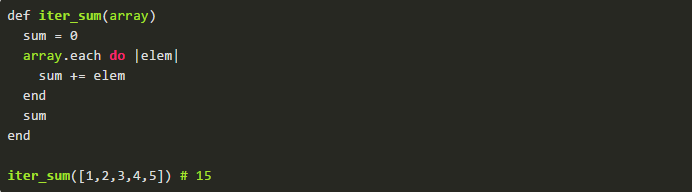 def iter_sum(array)
  sum = 0
  array.each do |elem|
    sum += elem
  end
  sum
end

iter_sum([1,2,3,4,5]) # 15